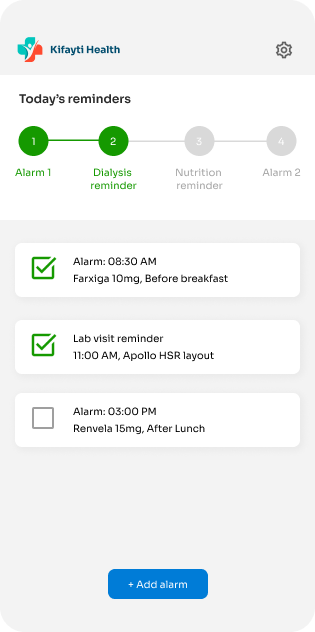 Kifayti Health
Today's reminders
1
2
3
4
Alarm 1
Dialysis
reminder
Nutrition
reminder
Alarm 2
Alarm: 08:30 AM
Farxiga 10mg, Before breakfast
Lab visit reminder
11:00 AM, Apollo HSR layout
Alarm: 03:00 PM
Renvela 15mg, After Lunch
+ Add alarm